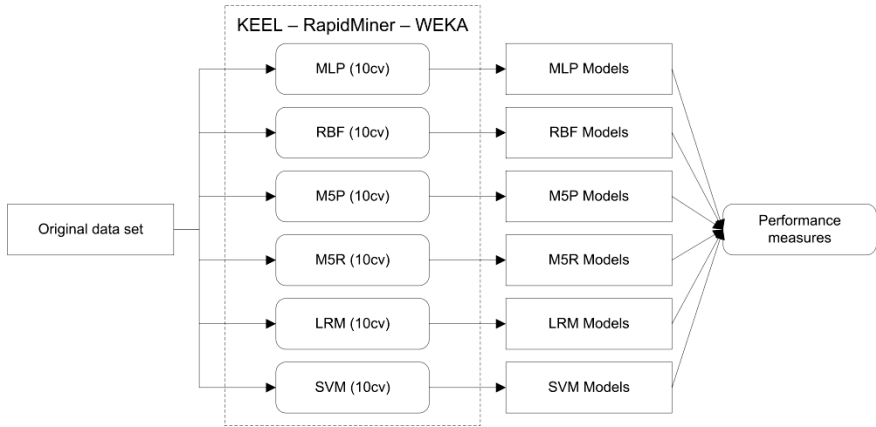 KEEL – RapidMiner – WEKA
MLP (10cv)
MLP Models
RBF (10cv)
RBF Models
M5P (10cv)
M5P Models
Original data set
Performance
measures
M5R (10cv)
M5R Models
LRM (10cv)
LRM Models
SVM (10cv)
SVM Models